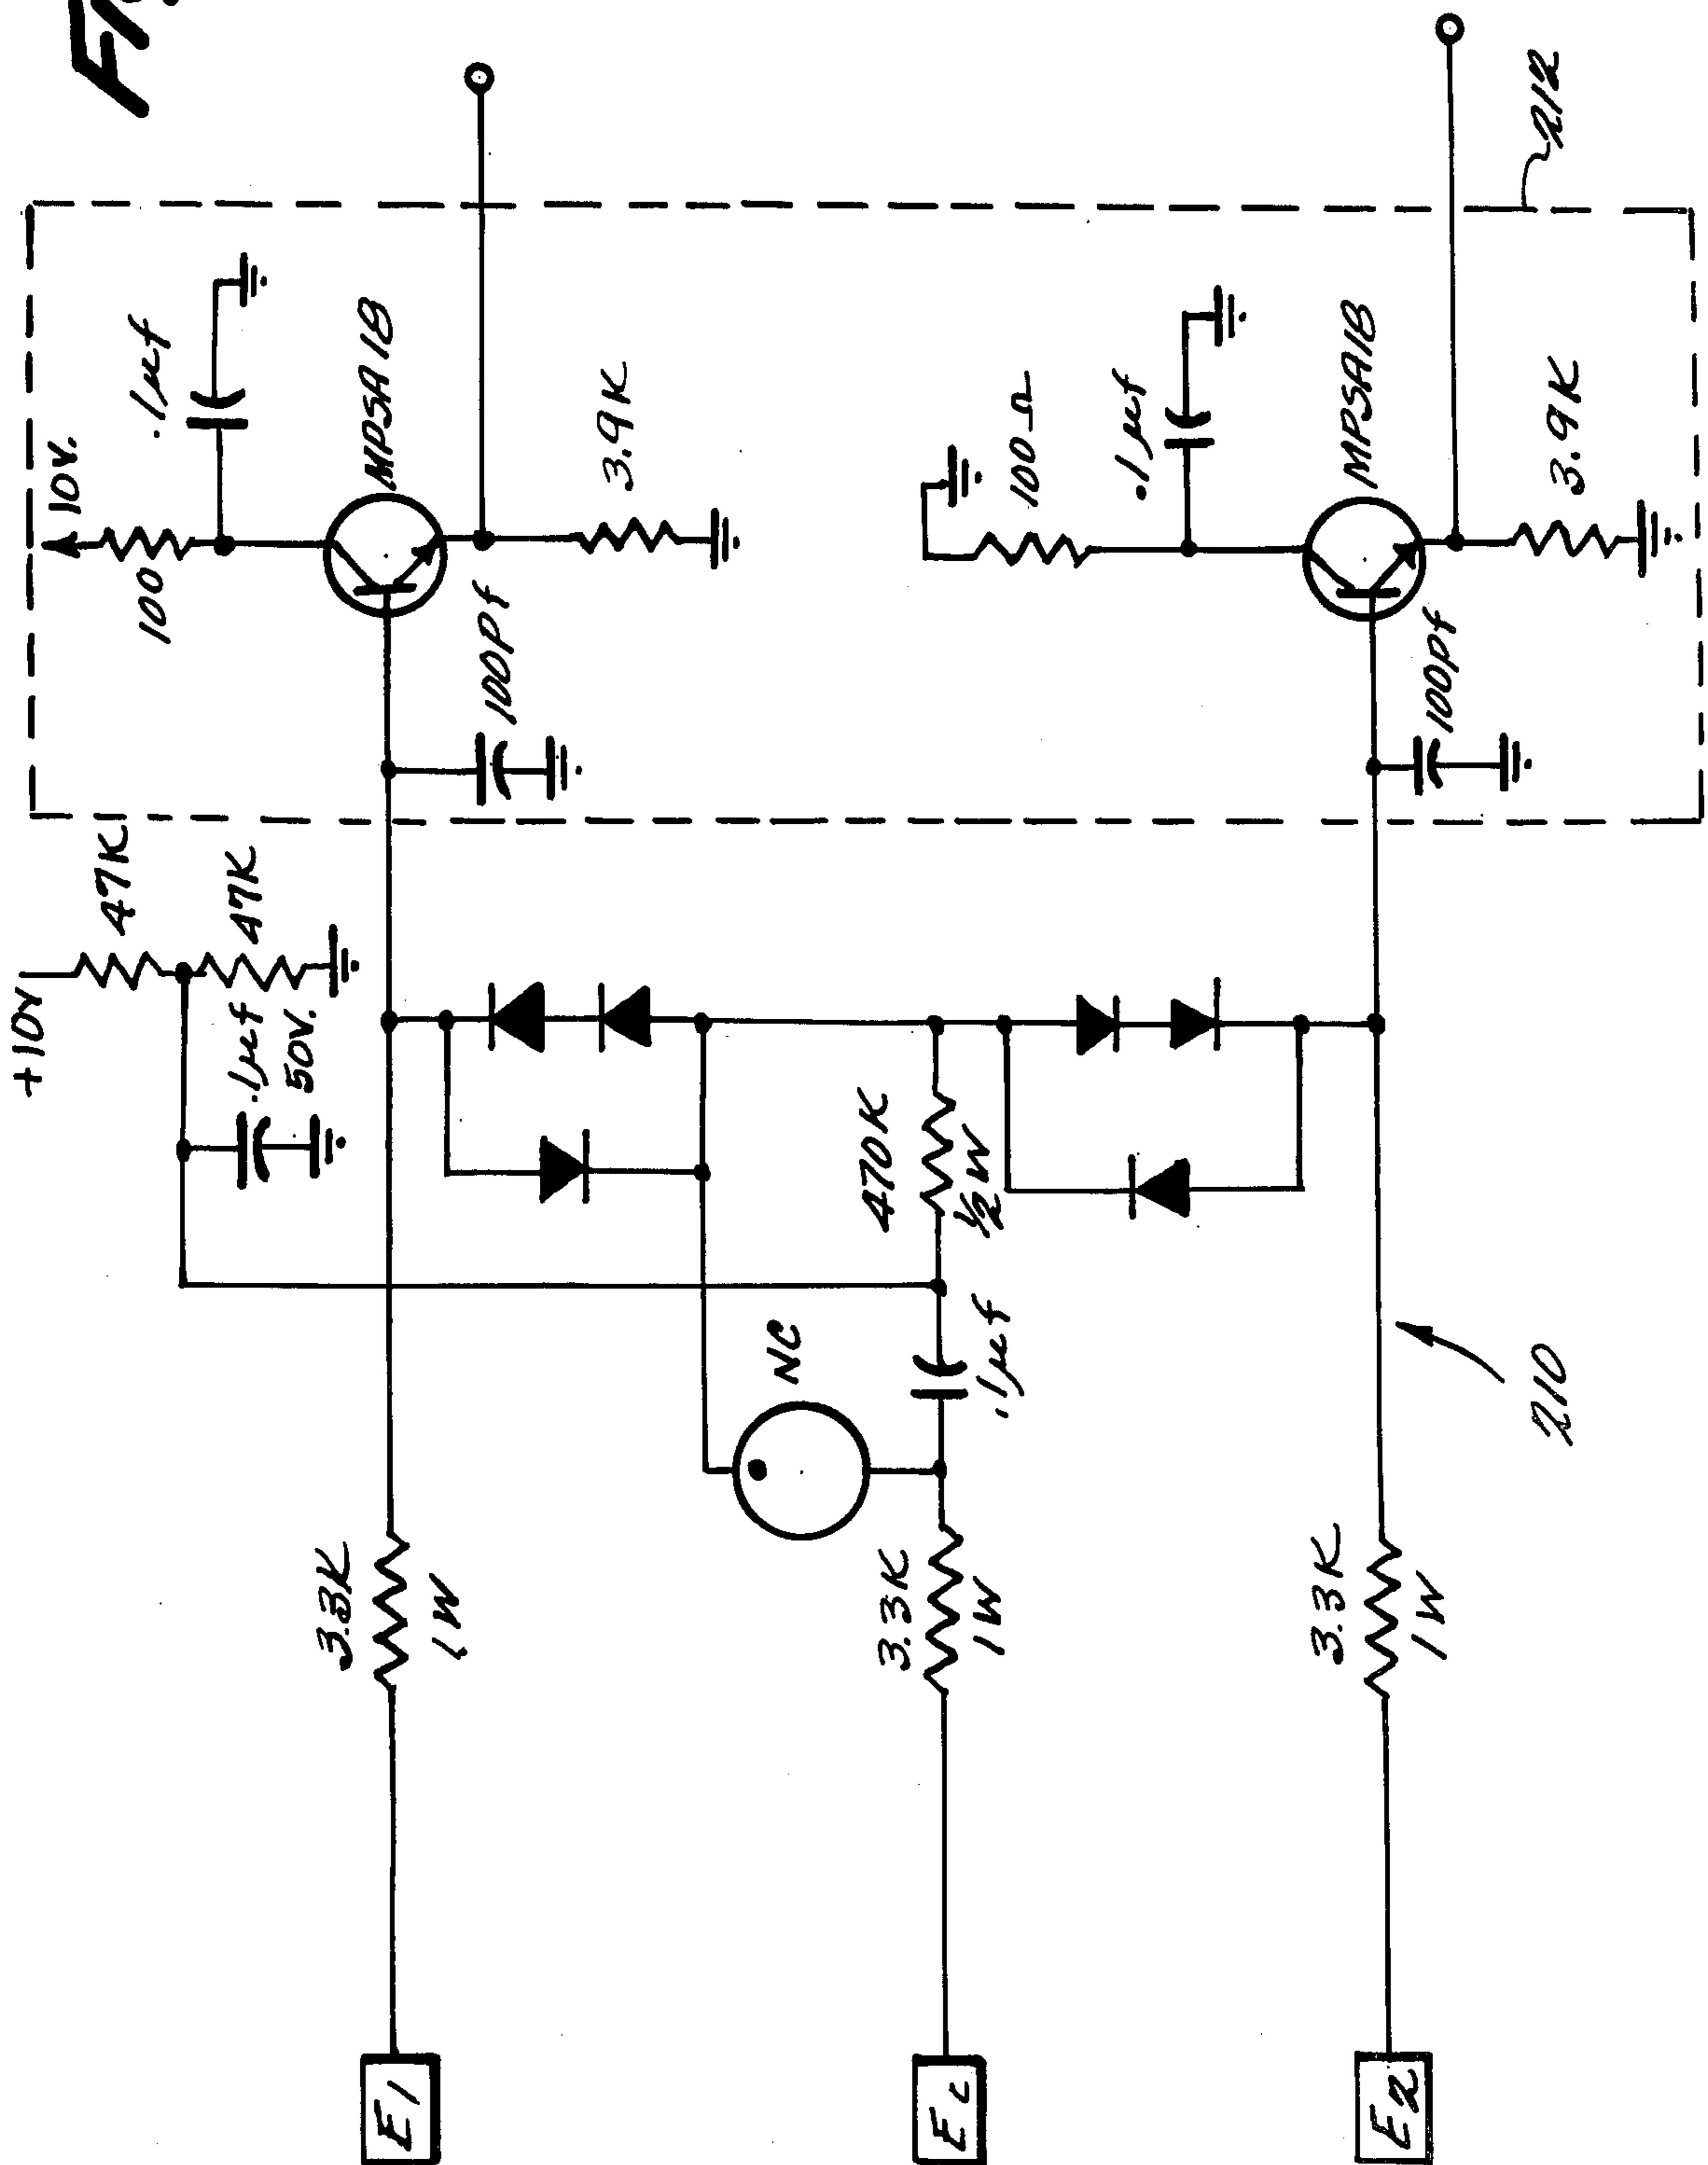 +10V
47K
47K
.1µf
50V.
10V.
100
.1µf
MPSA18
100pf
3.9K
3.3K
1W
NC
470K
½W
.1µf
3.3K
1W
100Ω
.1µf
MPSA18
100pf
3.9K
3.3K
1W
E1
EC
E2
210
212